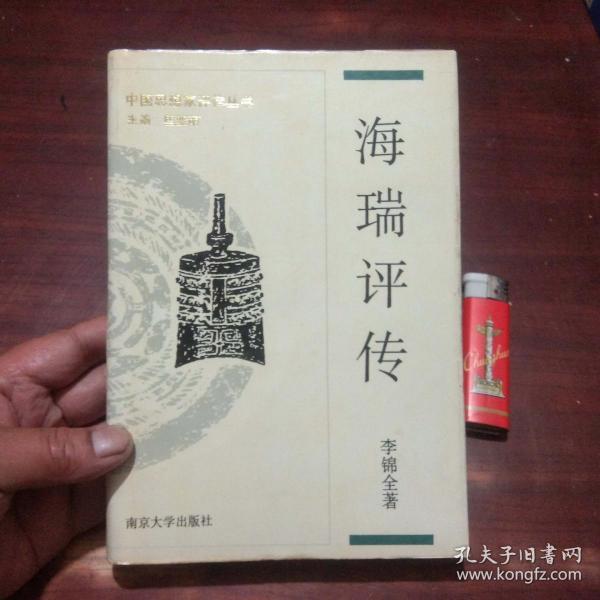 中国思想家评传丛书
主编 匡亚明
海瑞评传
李锦全著
南京大学出版社
Chunghwa
孔夫子旧书网
www.kongfz.com